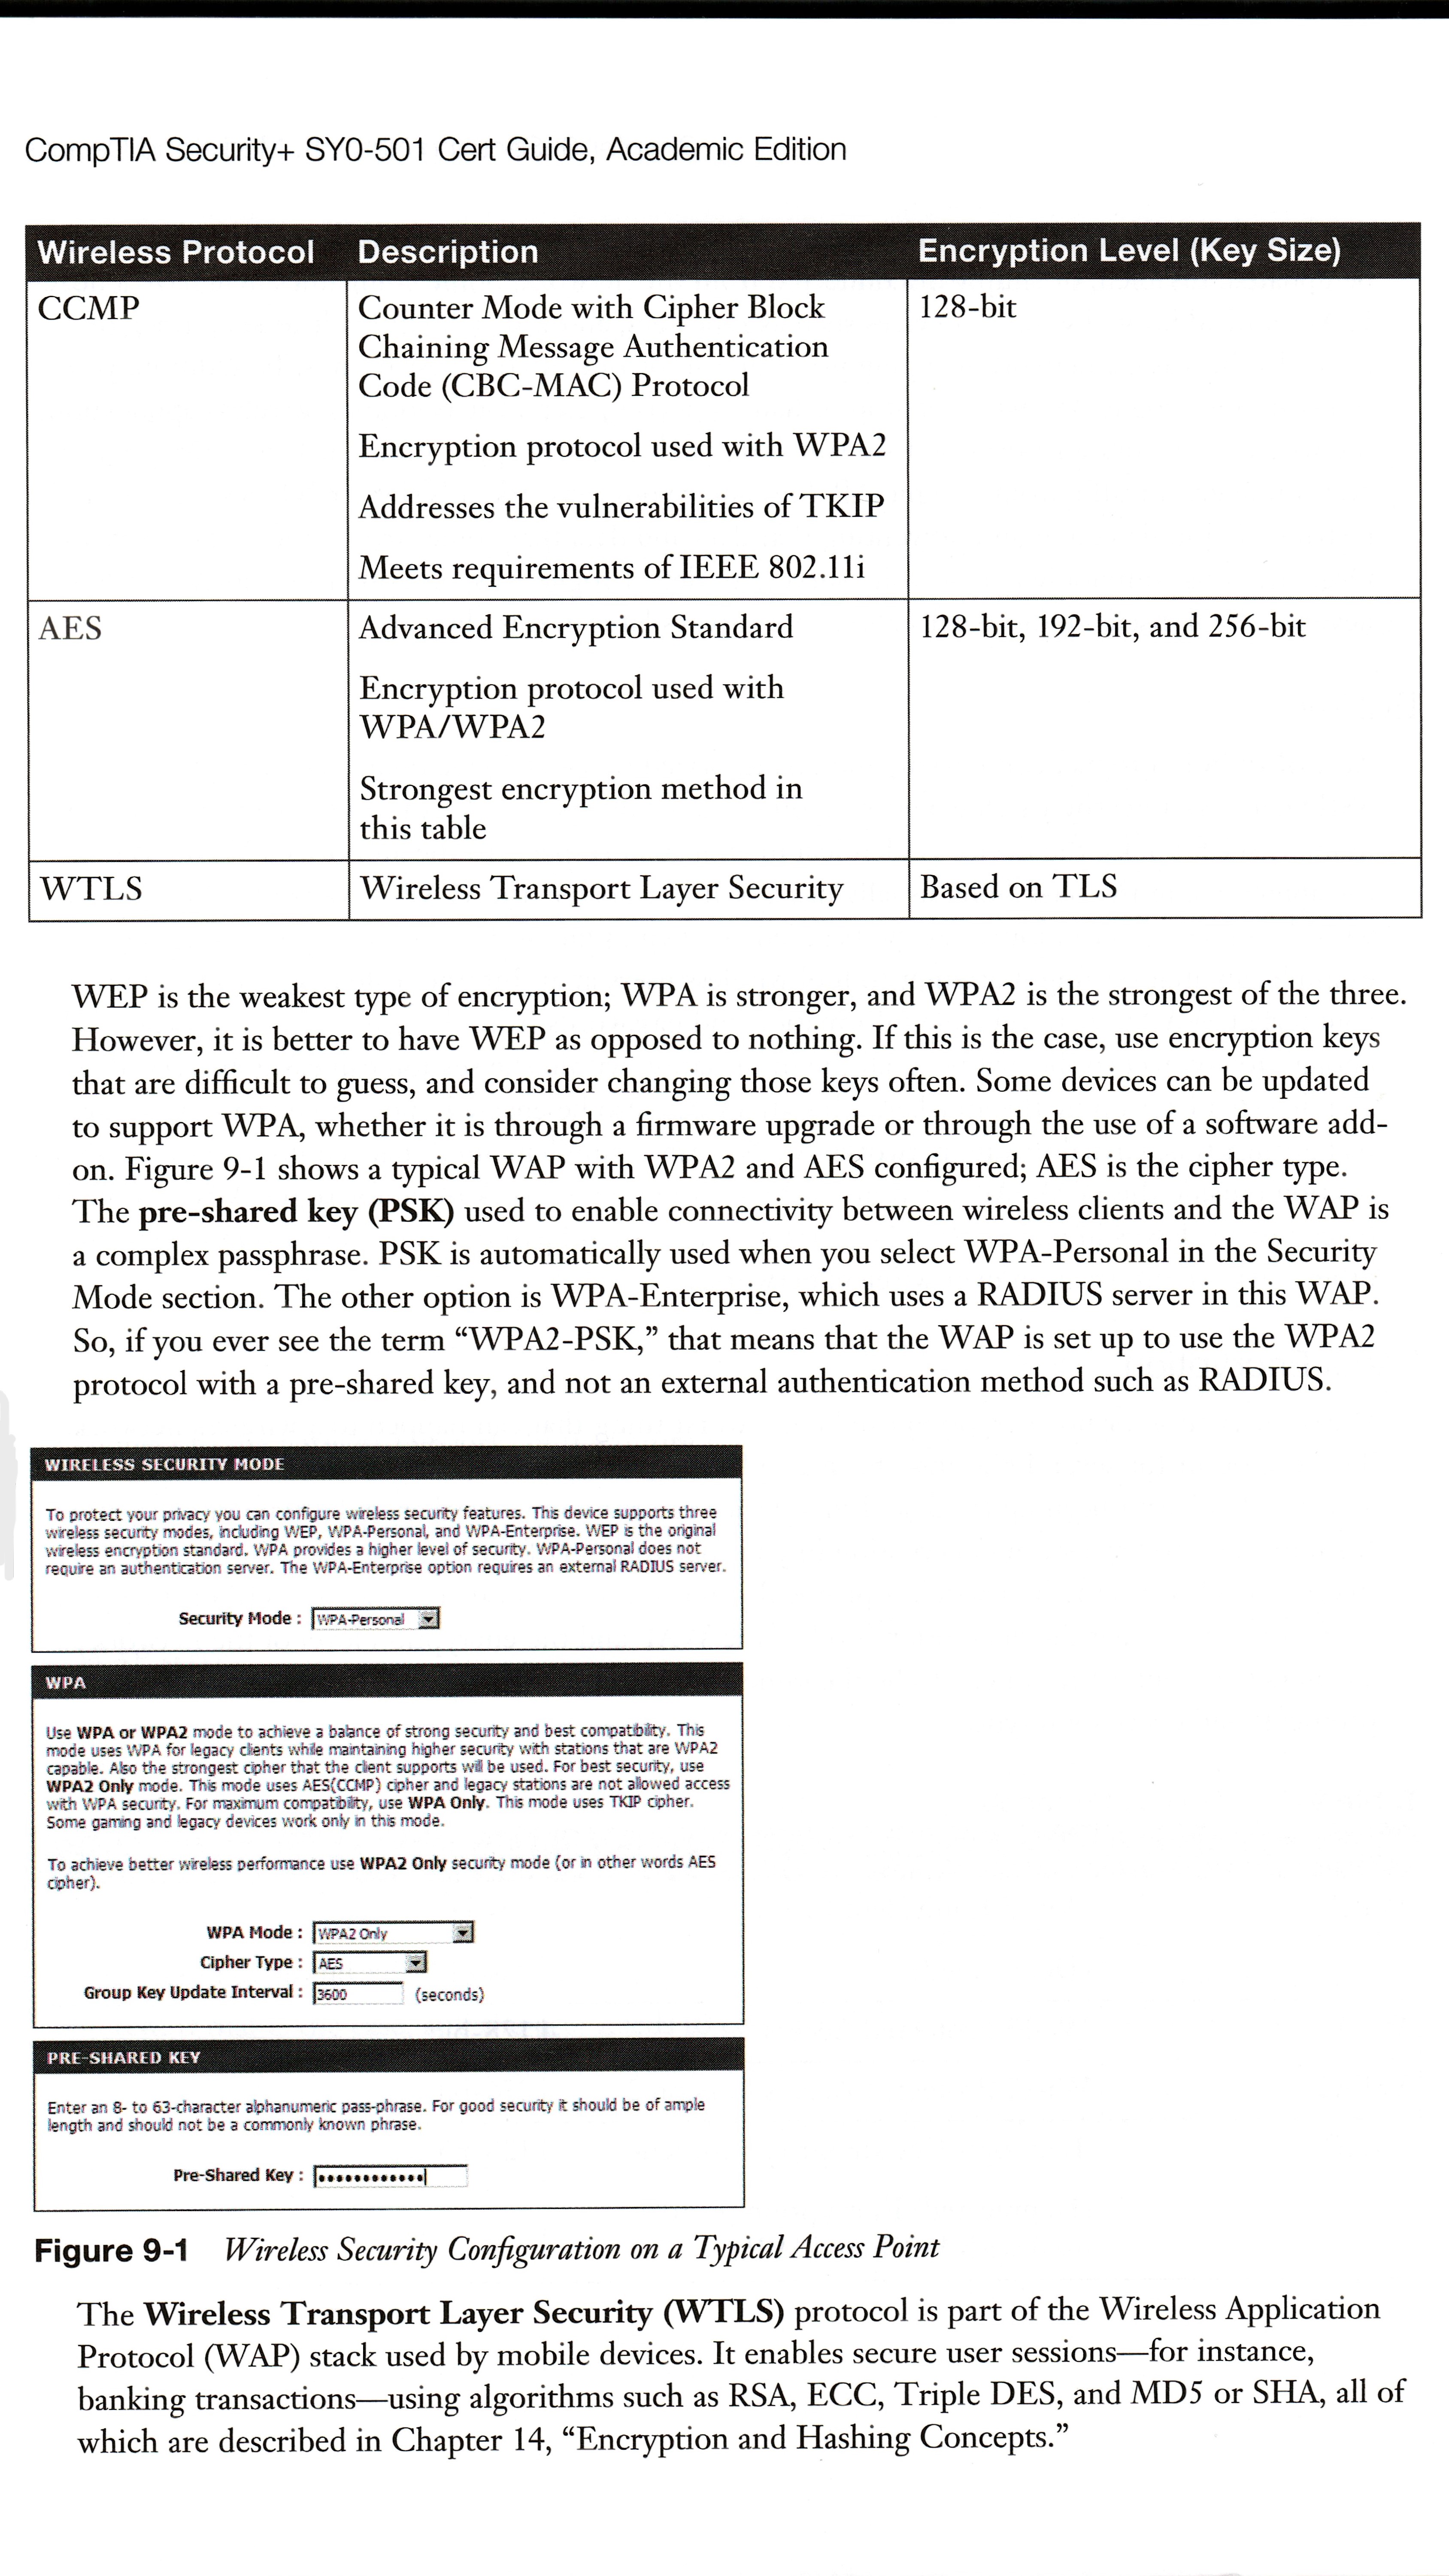 CompTIA Security+ SY0-501 Cert Guide, Academic Edition
Wireless Protocol Description Encryption Level (Key Size)
CCMP Counter Mode with Cipher Block 128-bit
Chaining Message Authentication
Code (CBC-MAC) Protocol
Encryption protocol used with WPA2
Addresses the vulnerabilities of TKIP
Meets requirements of IEEE 802.11i
AES Advanced Encryption Standard 128-bit, 192-bit, and 256-bit
Encryption protocol used with
WPA/WPA2
Strongest encryption method in
this table
WTLS Wireless Transport Layer Security Based on TLS
WEP is the weakest type of encryption; WPA is stronger, and WPA2 is the strongest of the three.
However, it is better to have WEP as opposed to nothing. If this is the case, use encryption keys
that are difficult to guess, and consider changing those keys often. Some devices can be updated
to support WPA, whether it is through a firmware upgrade or through the use of a software add-
on. Figure 9-1 shows a typical WAP with WPA2 and AES configured; AES is the cipher type.
The pre-shared key (PSK) used to enable connectivity between wireless clients and the WAP is
a complex passphrase. PSK is automatically used when you select WPA-Personal in the Security
Mode section. The other option is WPA-Enterprise, which uses a RADIUS server in this WAP.
So, if you ever see the term “WPA2-PSK,” that means that the WAP is set up to use the WPA2
protocol with a pre-shared key, and not an external authentication method such as RADIUS.
WIRELESS SECURITY MODE
To protect your privacy you can configure wireless security features. This device supports three
wireless security modes, including WEP, WPA-Personal, and WPA-Enterprise. WEP is the original
wireless encryption standard. WPA provides a higher level of security. WPA-Personal does not
require an authentication server. The WPA-Enterprise option requires an external RADIUS server.
Security Mode : WPA-Personal
WPA
Use WPA or WPA2 mode to achieve a balance of strong security and best compatibility. This
mode uses WPA for legacy clients while maintaining higher security with stations that are WPA2
capable. Also the strongest cipher that the client supports will be used. For best security, use
WPA2 Only mode. This mode uses AES(CCMP) cipher and legacy stations are not allowed access
with WPA security. For maximum compatibility, use WPA Only. This mode uses TKIP cipher.
Some gaming and legacy devices work only in this mode.
To achieve better wireless performance use WPA2 Only security mode (or in other words AES
cipher).
WPA Mode : WPA2 Only
Cipher Type : AES
Group Key Update Interval : 3600 (seconds)
PRE-SHARED KEY
Enter an 8- to 63-character alphanumeric pass-phrase. For good security it should be of ample
length and should not be a commonly known phrase.
Pre-Shared Key : ••••••••••••
Figure 9-1 Wireless Security Configuration on a Typical Access Point
The Wireless Transport Layer Security (WTLS) protocol is part of the Wireless Application
Protocol (WAP) stack used by mobile devices. It enables secure user sessions—for instance,
banking transactions—using algorithms such as RSA, ECC, Triple DES, and MD5 or SHA, all of
which are described in Chapter 14, “Encryption and Hashing Concepts.”